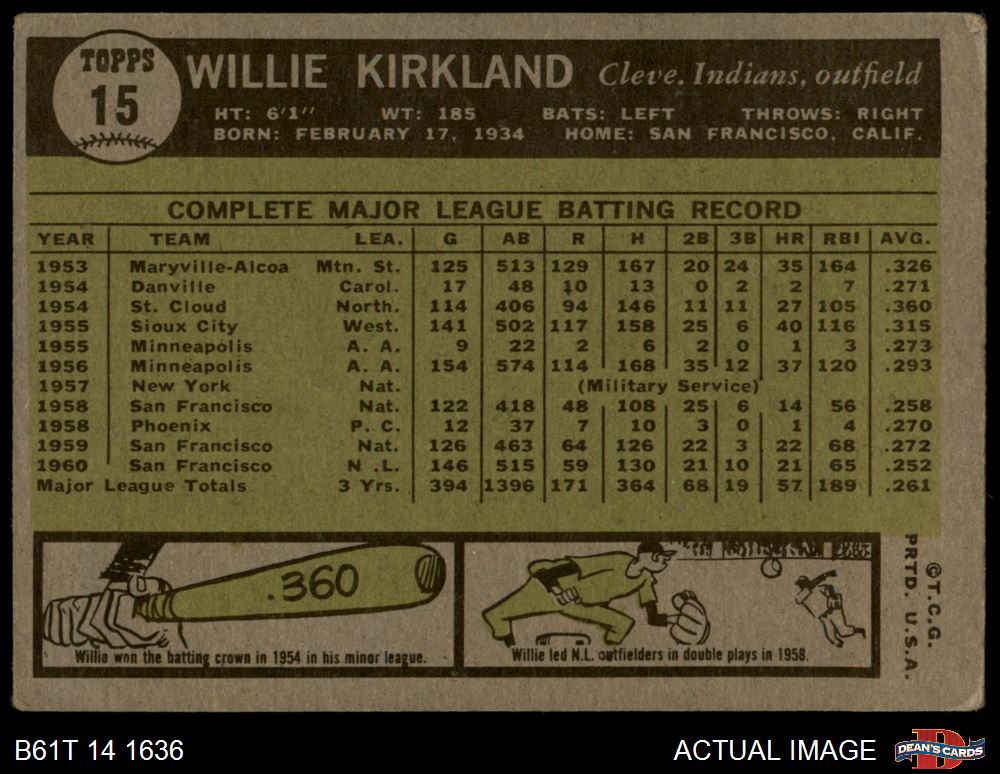 TOPPS
15
WILLIE KIRKLAND Cleve. Indians, outfield
HT: 6'1" WT: 185 BATS: LEFT THROWS: RIGHT
BORN: FEBRUARY 17, 1934 HOME: SAN FRANCISCO, CALIF.
COMPLETE MAJOR LEAGUE BATTING RECORD
YEAR TEAM LEA. G AB R H 2B 3B HR RBI AVG.
1953 Maryville-Alcoa Mtn. St. 125 513 129 167 20 24 35 164 .326
1954 Danville Carol. 17 48 10 13 0 2 2 7 .271
1954 St. Cloud North. 114 406 94 146 11 11 27 105 .360
1955 Sioux City West. 141 502 117 158 25 6 40 116 .315
1955 Minneapolis A. A. 9 22 2 6 2 0 1 3 .273
1956 Minneapolis A. A. 154 574 114 168 35 12 37 120 .293
1957 New York Nat. (Military Service)
1958 San Francisco Nat. 122 418 48 108 25 6 14 56 .258
1958 Phoenix P. C. 12 37 7 10 3 0 1 4 .270
1959 San Francisco Nat. 126 463 64 126 22 3 22 68 .272
1960 San Francisco N .L. 146 515 59 130 21 10 21 65 .252
Major League Totals 3 Yrs. 394 1396 171 364 68 19 57 189 .261
.360
Willie won the batting crown in 1954 in his minor league.
Willie led N.L. outfielders in double plays in 1958.
©T.C.G.
PRTD. U.S.A.
B61T 14 1636
ACTUAL IMAGE
DEAN'S CARDS